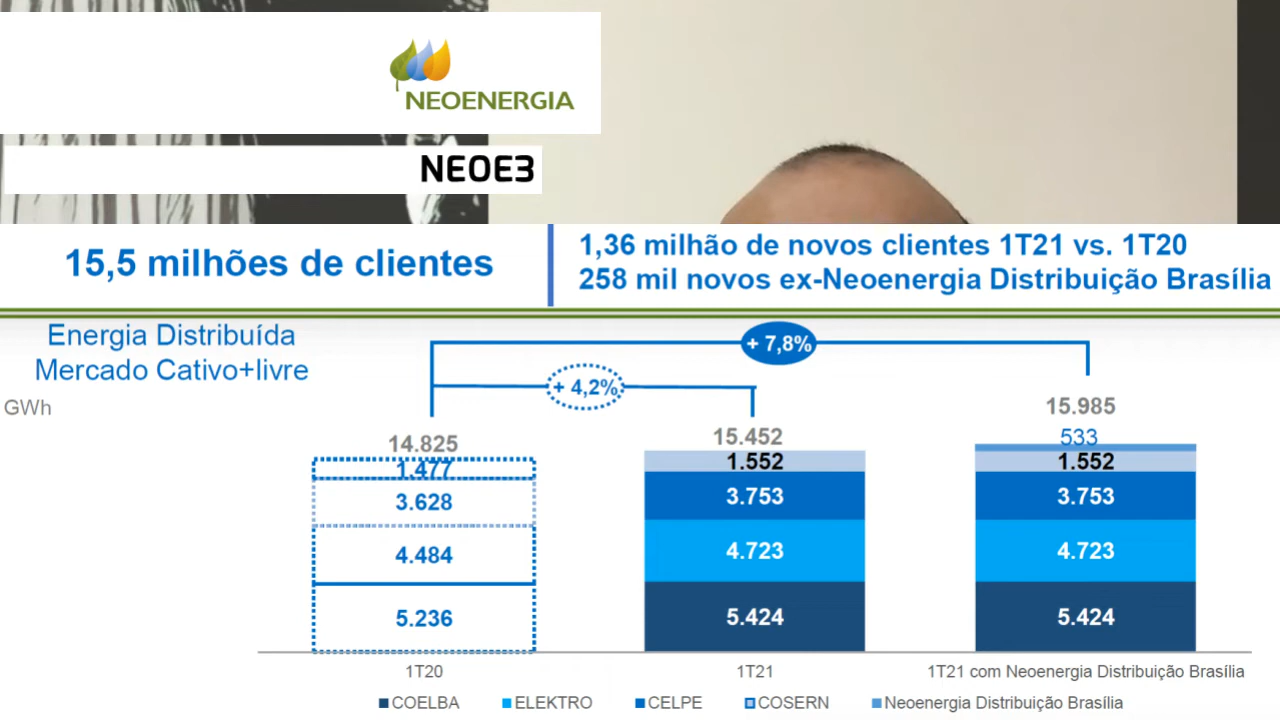 NEOENERGIA
NEOE3
15,5 milhões de clientes
1,36 milhão de novos clientes 1T21 vs. 1T20
258 mil novos ex-Neoenergia Distribuição Brasília
Energia Distribuída
Mercado Cativo+livre
GWh
+ 7,8%
+ 4,2%
14.825
15.452
15.985
533
1.477
1.552
1.552
3.628
3.753
3.753
4.484
4.723
4.723
5.236
5.424
5.424
1T20
1T21
1T21 com Neoenergia Distribuição Brasília
COELBA
ELEKTRO
CELPE
COSERN
Neoenergia Distribuição Brasília